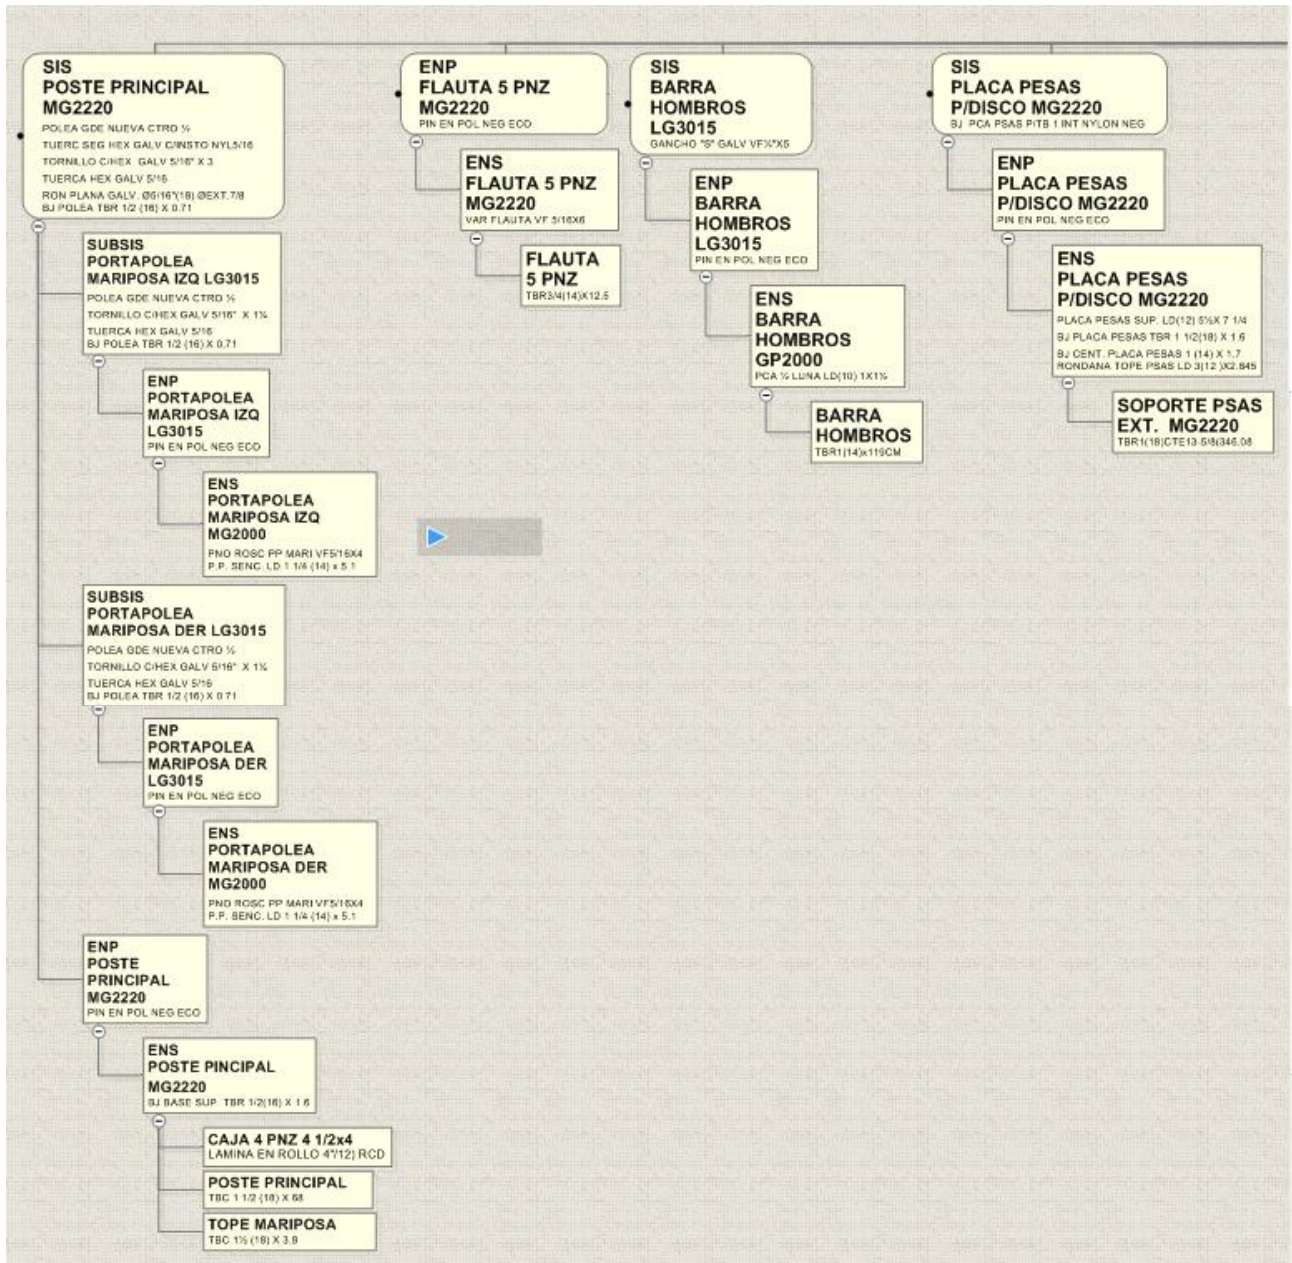 SIS
POSTE PRINCIPAL
MG2220
POLEA GDE NUEVA CTRO ½
TUERC SEG HEX GALV C/INSTO NYL5/16
TORNILLO C/HEX GALV 5/16" X 3
TUERCA HEX GALV 5/16
RON PLANA GALV. Ø5/16"(18) ØEXT.7/8
BJ POLEA TBR 1/2 (16) X 0.71
SUBSIS
PORTAPOLEA
MARIPOSA IZQ LG3015
POLEA GDE NUEVA CTRO ½
TORNILLO C/HEX GALV 5/16" X 1¾
TUERCA HEX GALV 5/16
BJ POLEA TBR 1/2 (16) X 0.71
ENP
PORTAPOLEA
MARIPOSA IZQ
LG3015
PIN EN POL NEG ECO
ENS
PORTAPOLEA
MARIPOSA IZQ
MG2000
PNO ROSC PP MARI VF5/16X4
P.P. SENC. LD 1 1/4 (14) x 5.1
SUBSIS
PORTAPOLEA
MARIPOSA DER LG3015
POLEA GDE NUEVA CTRO ½
TORNILLO C/HEX GALV 5/16" X 1¾
TUERCA HEX GALV 5/16
BJ POLEA TBR 1/2 (16) X 0.71
ENP
PORTAPOLEA
MARIPOSA DER
LG3015
PIN EN POL NEG ECO
ENS
PORTAPOLEA
MARIPOSA DER
MG2000
PNO ROSC PP MARI VF5/16X4
P.P. SENC. LD 1 1/4 (14) x 5.1
ENP
POSTE
PRINCIPAL
MG2220
PIN EN POL NEG ECO
ENS
POSTE PINCIPAL
MG2220
BJ BASE SUP. TBR 1/2(16) X 1.6
CAJA 4 PNZ 4 1/2x4
LAMINA EN ROLLO 4"/12) RCD
POSTE PRINCIPAL
TBC 1 1/2 (18) X 68
TOPE MARIPOSA
TBC 1½ (18) X 3.9
ENP
FLAUTA 5 PNZ
MG2220
PIN EN POL NEG ECO
ENS
FLAUTA 5 PNZ
MG2220
VAR FLAUTA VF 5/16X6
FLAUTA
5 PNZ
TBR3/4(14)X12.5
SIS
BARRA
HOMBROS
LG3015
GANCHO "S" GALV VF¼"X5
ENP
BARRA
HOMBROS
LG3015
PIN EN POL NEG ECO
ENS
BARRA
HOMBROS
GP2000
PCA ½ LUNA LD(10) 1X1½
BARRA
HOMBROS
TBR1(14)x119CM
SIS
PLACA PESAS
P/DISCO MG2220
BJ PCA PSAS P/TB 1 INT NYLON NEG
ENP
PLACA PESAS
P/DISCO MG2220
PIN EN POL NEG ECO
ENS
PLACA PESAS
P/DISCO MG2220
PLACA PESAS SUP. LD(12) 5½X 7 1/4
BJ PLACA PESAS TBR 1 1/2(18) X 1.6
BJ CENT. PLACA PESAS 1 (14) X 1.7
RONDANA TOPE PSAS LD 3(12 )X2.645
SOPORTE PSAS
EXT. MG2220
TBR1(18)CTE13-5/8(346.08